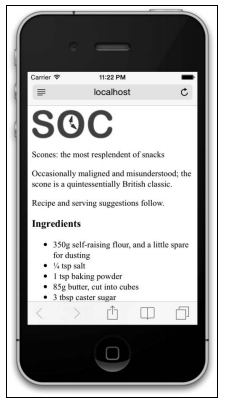 Carrier 11:22 PM
localhost
SOC
Scones: the most resplendent of snacks
Occasionally maligned and misunderstood; the
scone is a quintessentially British classic.
Recipe and serving suggestions follow.
Ingredients
• 350g self-raising flour, and a little spare
for dusting
• ¼ tsp salt
• 1 tsp baking powder
• 85g butter, cut into cubes
• 3 tbsp caster sugar